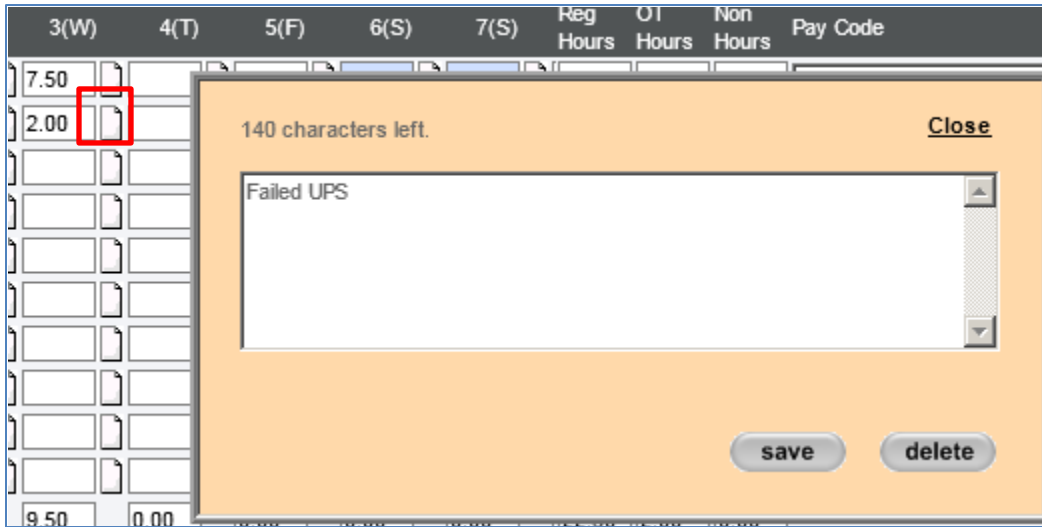 3(W) 4(T) 5(F) 6(S) 7(S) Reg Hours OT Hours Non Hours Pay Code
7.50
2.00
140 characters left. Close
Failed UPS
save delete
9.50 0.00